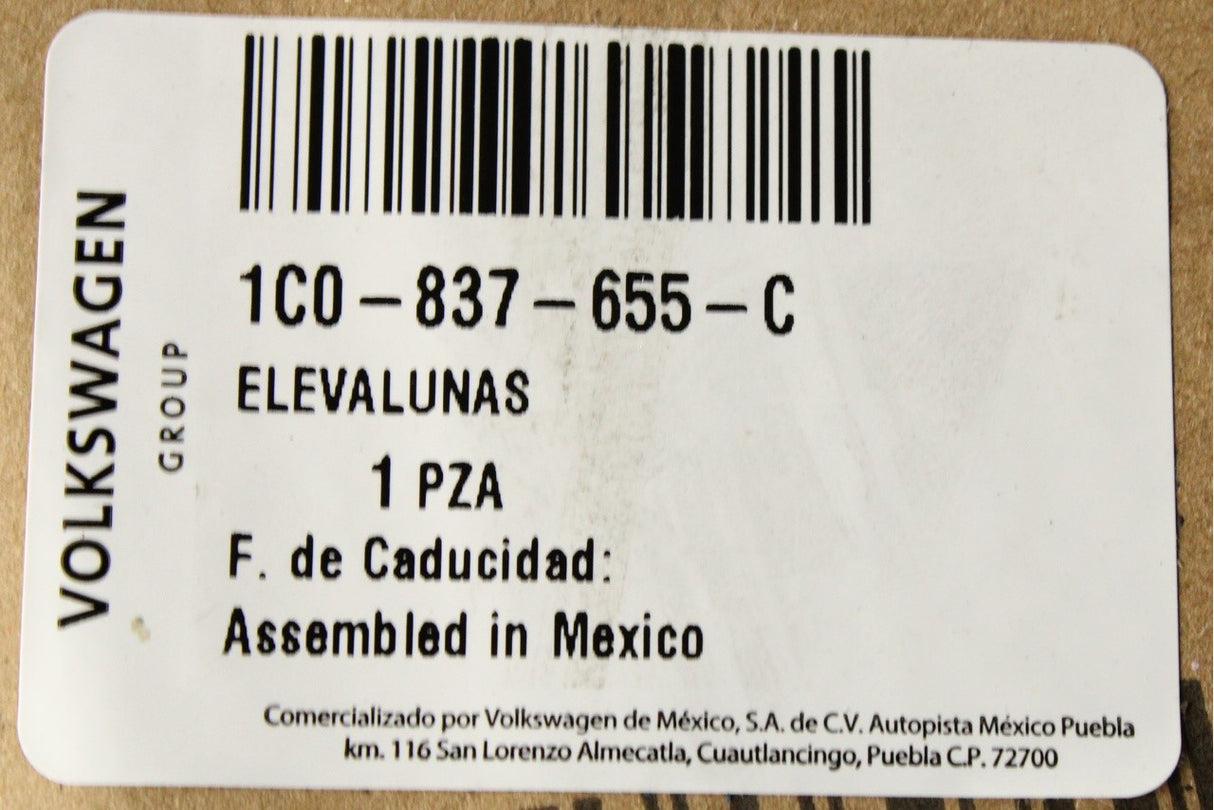 VOLKSWAGEN
GROUP
1C0-837-655-C
ELEVALUNAS
1 PZA
F. de Caducidad:
Assembled in Mexico
Comercializado por Volkswagen de México, S.A. de C.V. Autopista México Puebla
km. 116 San Lorenzo Almecatla, Cuautlancingo, Puebla C.P. 72700